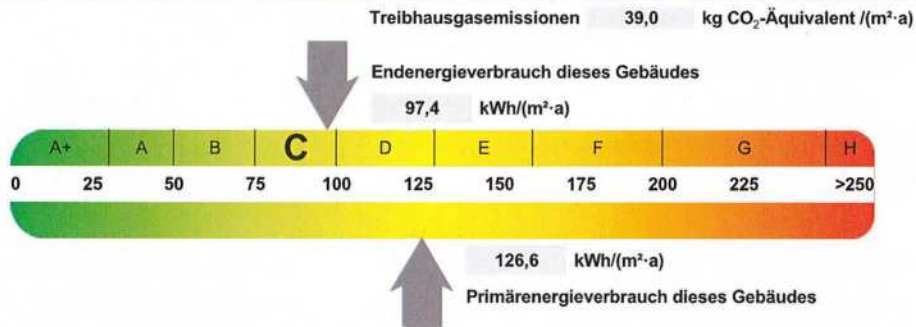 Treibhausgasemissionen 39,0 kg CO₂-Äquivalent /(m²·a)
Endenergieverbrauch dieses Gebäudes
97,4 kWh/(m²·a)
A+ A B C D E F G H
0 25 50 75 100 125 150 175 200 225 >250
126,6 kWh/(m²·a)
Primärenergieverbrauch dieses Gebäudes